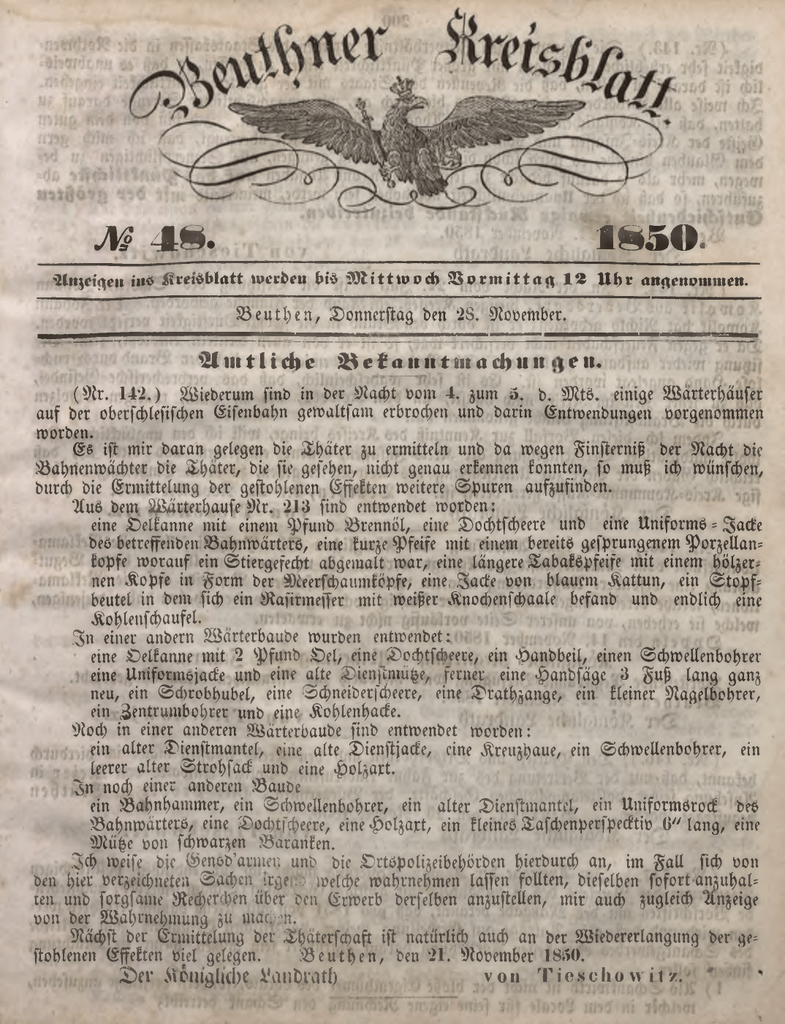 Beuthner Kreisblatt.
№ 48. 1850.
Anzeigen ins Kreisblatt werden bis Mittwoch Vormittag 12 Uhr angenommen.
Beuthen, Donnerstag den 28. November.
Amtliche Bekanntmachungen.
(Nr. 142.) Wiederum sind in der Nacht vom 4. zum 5. d. Mts. einige Wärterhäuser
auf der oberschlesischen Eisenbahn gewaltsam erbrochen und darin Entwendungen vorgenommen
worden.
Es ist mir daran gelegen die Thäter zu ermitteln und da wegen Finsterniß der Nacht die
Bahnenwächter die Thäter, die sie gesehen, nicht genau erkennen konnten, so muß ich wünschen,
durch die Ermittelung der gestohlenen Effekten weitere Spuren aufzufinden.
Aus dem Wärterhause Nr. 213 sind entwendet worden:
eine Oelkanne mit einem Pfund Brennöl, eine Dochtscheere und eine Uniforms=Jacke
des betreffenden Bahnwärters, eine kurze Pfeife mit einem bereits gesprungenem Porzellan=
kopfe worauf ein Stiergefecht abgemalt war, eine längere Tabakspfeife mit einem hölzer=
nen Kopfe in Form der Meerschaumköpfe, eine Jacke von blauem Kattun, ein Stopf=
beutel in dem sich ein Rasirmesser mit weißer Knochenschaale befand und endlich eine
Kohlenschaufel.
In einer andern Wärterbaude wurden entwendet:
eine Oelkanne mit 2 Pfund Oel, eine Dochtscheere, ein Handbeil, einen Schwellenbohrer
eine Uniformsjacke und eine alte Dienstmütze, ferner eine Handsäge 3 Fuß lang ganz
neu, ein Schrobhubel, eine Schneiderscheere, eine Drathzange, ein kleiner Nagelbohrer,
ein Zentrumbohrer und eine Kohlenhacke.
Noch in einer anderen Wärterbaude sind entwendet worden:
ein alter Dienstmantel, eine alte Dienstjacke, eine Kreuzhaue, ein Schwellenbohrer, ein
leerer alter Strohsack und eine Holzaxt.
In noch einer anderen Baude
ein Bahnhammer, ein Schwellenbohrer, ein alter Dienstmantel, ein Uniformsrock des
Bahnwärters, eine Dochtscheere, eine Holzaxt, ein kleines Taschenperspecktiv 6" lang, eine
Mütze von schwarzen Baranken.
Ich weise die Gensd'armen und die Ortspolizeibehörden hierdurch an, im Fall sich von
den hier verzeichneten Sachen welche wahrnehmen lassen sollten, dieselben sofort anzuhal=
ten und sorgsame Recherchen über den Erwerb derselben anzustellen, mir auch zugleich Anzeige
von der Wahrnehmung zu machen.
Nächst der Ermittelung der Thäterschaft ist natürlich auch an der Wiedererlangung der ge=
stohlenen Effekten viel gelegen. Beuthen, den 21. November 1850.
Der Königliche Landrath von Tieschowitz.